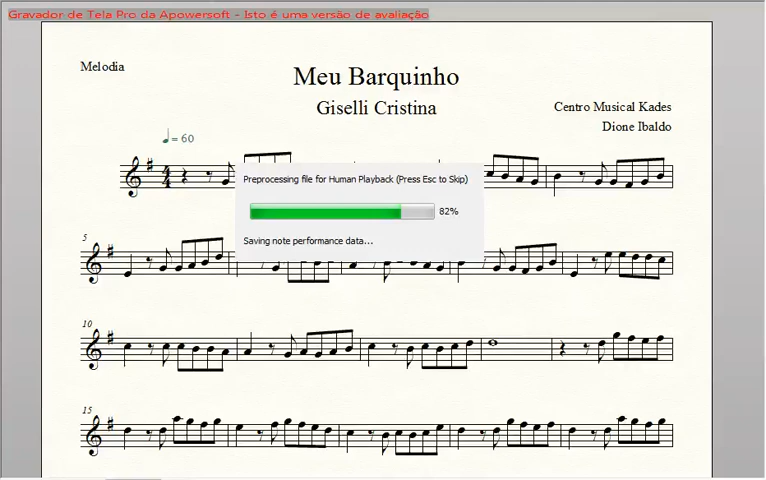 Gravador de Tela Pro da Apowersoft - Isto é uma versão de avaliação
Melodia
Meu Barquinho
Giselli Cristina
Centro Musical Kades
Dione Ibaldo
= 60
4
4
Preprocessing file for Human Playback (Press Esc to Skip)
82%
Saving note performance data...
5
10
15